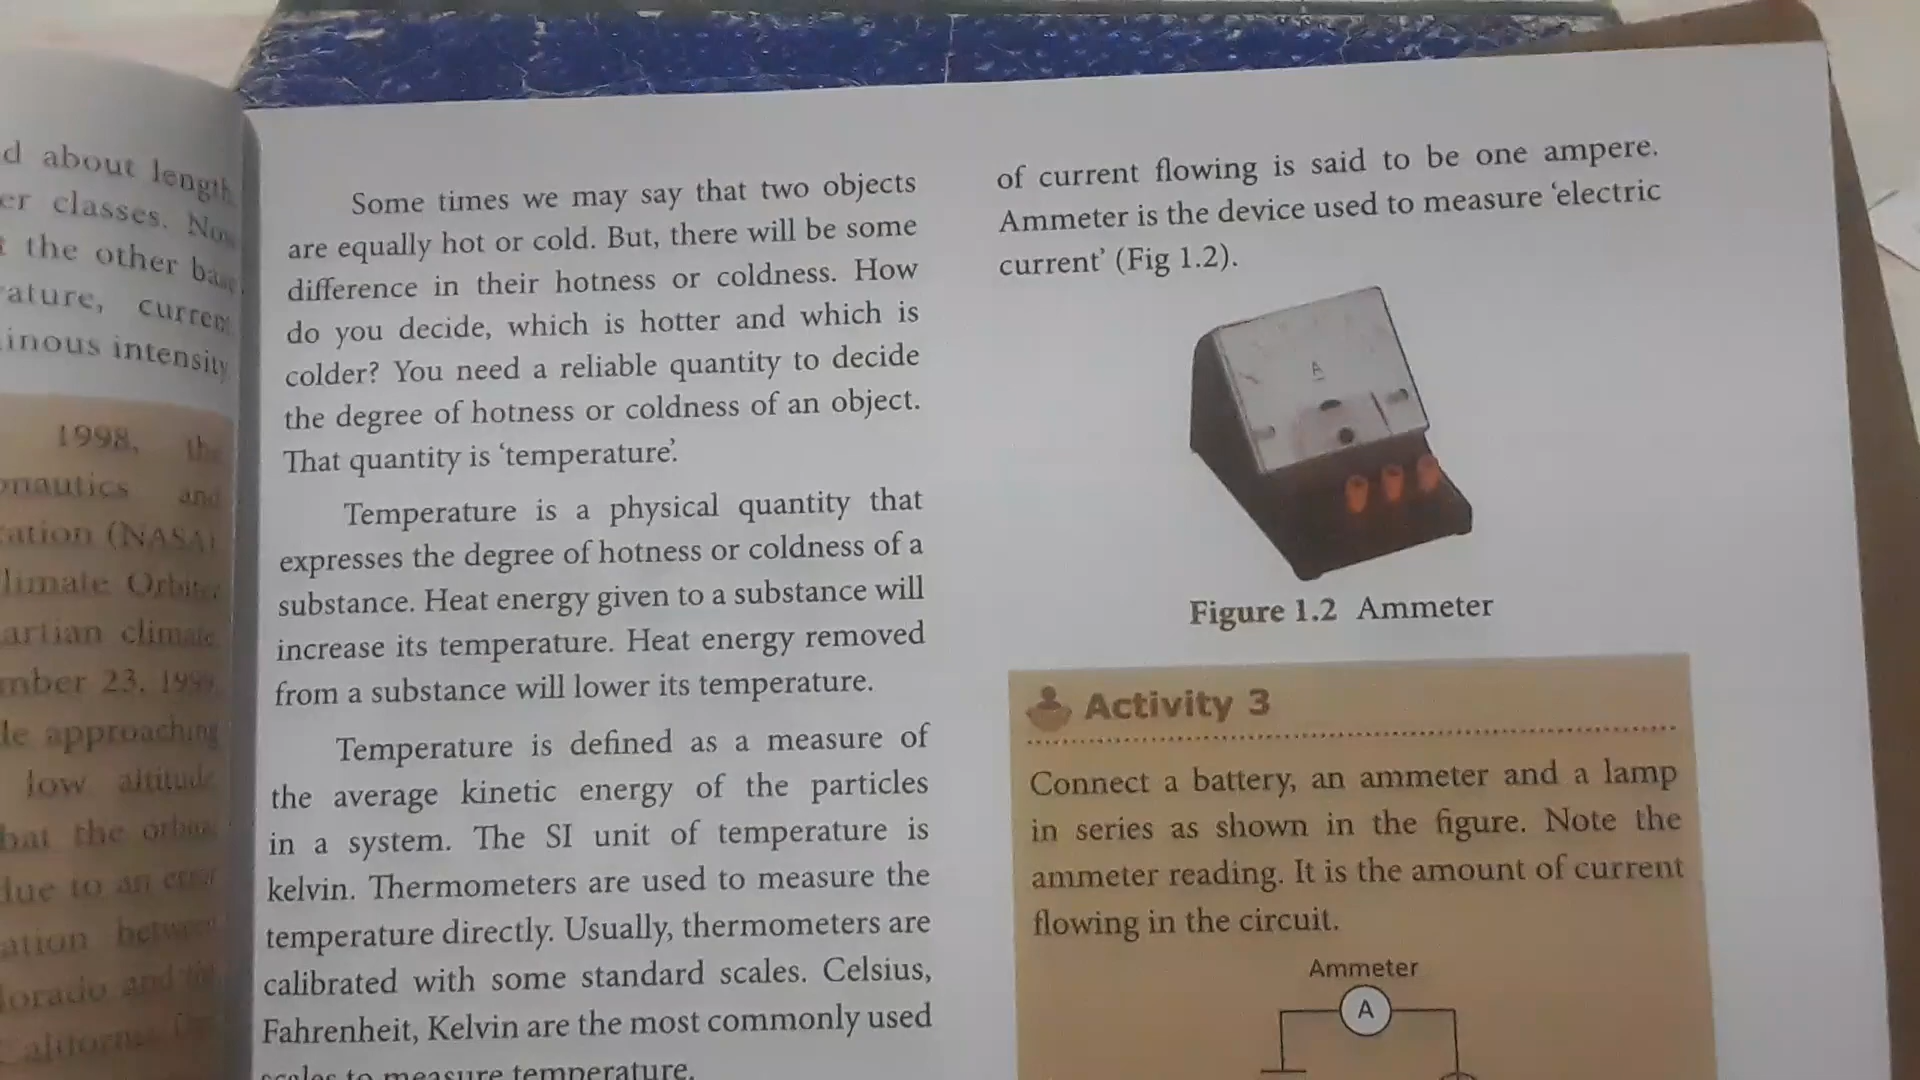 d about length
er classes. Now
the other base
rature, current
inous intensity
1998, the
onautics and
ration (NASA)
limate Orbiter
artian climate
mber 23, 1999,
le approaching
low altitude
hat the
due to an error
ation between
lorado and
California.
Some times we may say that two objects
are equally hot or cold. But, there will be some
difference in their hotness or coldness. How
do you decide, which is hotter and which is
colder? You need a reliable quantity to decide
the degree of hotness or coldness of an object.
That quantity is ‘temperature’.
Temperature is a physical quantity that
expresses the degree of hotness or coldness of a
substance. Heat energy given to a substance will
increase its temperature. Heat energy removed
from a substance will lower its temperature.
Temperature is defined as a measure of
the average kinetic energy of the particles
in a system. The SI unit of temperature is
kelvin. Thermometers are used to measure the
temperature directly. Usually, thermometers are
calibrated with some standard scales. Celsius,
Fahrenheit, Kelvin are the most commonly used
scales to measure temperature.
of current flowing is said to be one ampere.
Ammeter is the device used to measure ‘electric
current’ (Fig 1.2).
A
Figure 1.2 Ammeter
Activity 3
Connect a battery, an ammeter and a lamp
in series as shown in the figure. Note the
ammeter reading. It is the amount of current
flowing in the circuit.
Ammeter
A